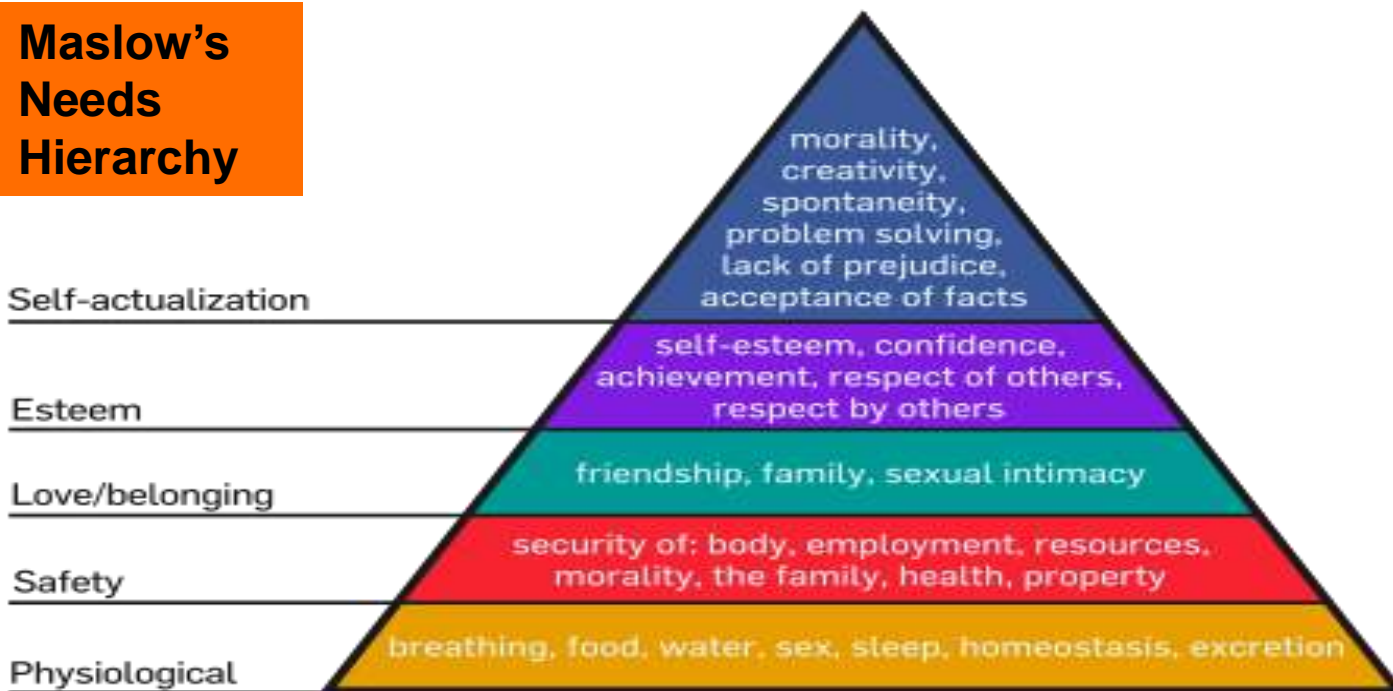 Maslow’s
Needs
Hierarchy
morality,
creativity,
spontaneity,
problem solving,
lack of prejudice,
acceptance of facts
Self-actualization
self-esteem, confidence,
achievement, respect of others,
respect by others
Esteem
friendship, family, sexual intimacy
Love/belonging
security of: body, employment, resources,
morality, the family, health, property
Safety
breathing, food, water, sex, sleep, homeostasis, excretion
Physiological